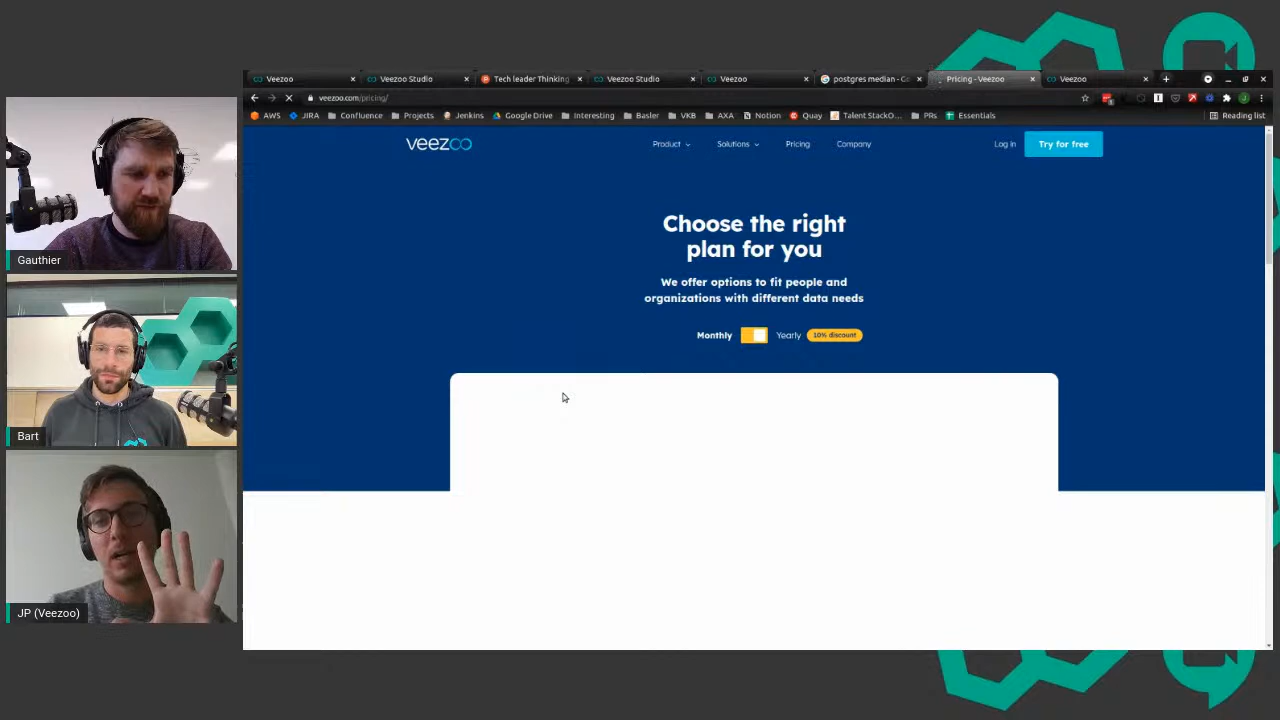 Gauthier
Bart
JP (Veezoo)
Veezoo
Veezoo Studio
Tech leader Thinking
Veezoo Studio
Veezoo
postgres median - Go
Pricing - Veezoo
Veezoo
veezoo.com/pricing/
AWS
JIRA
Confluence
Projects
Jenkins
Google Drive
Interesting
Basler
VKB
AXA
Notion
Quay
Talent StackO...
PRs
Essentials
Reading list
veezoo
Product
Solutions
Pricing
Company
Log in
Try for free
Choose the right
plan for you
We offer options to fit people and
organizations with different data needs
Monthly
Yearly
10% discount